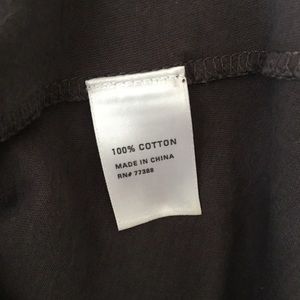 100% COTTON
MADE IN CHINA
RN# 77388